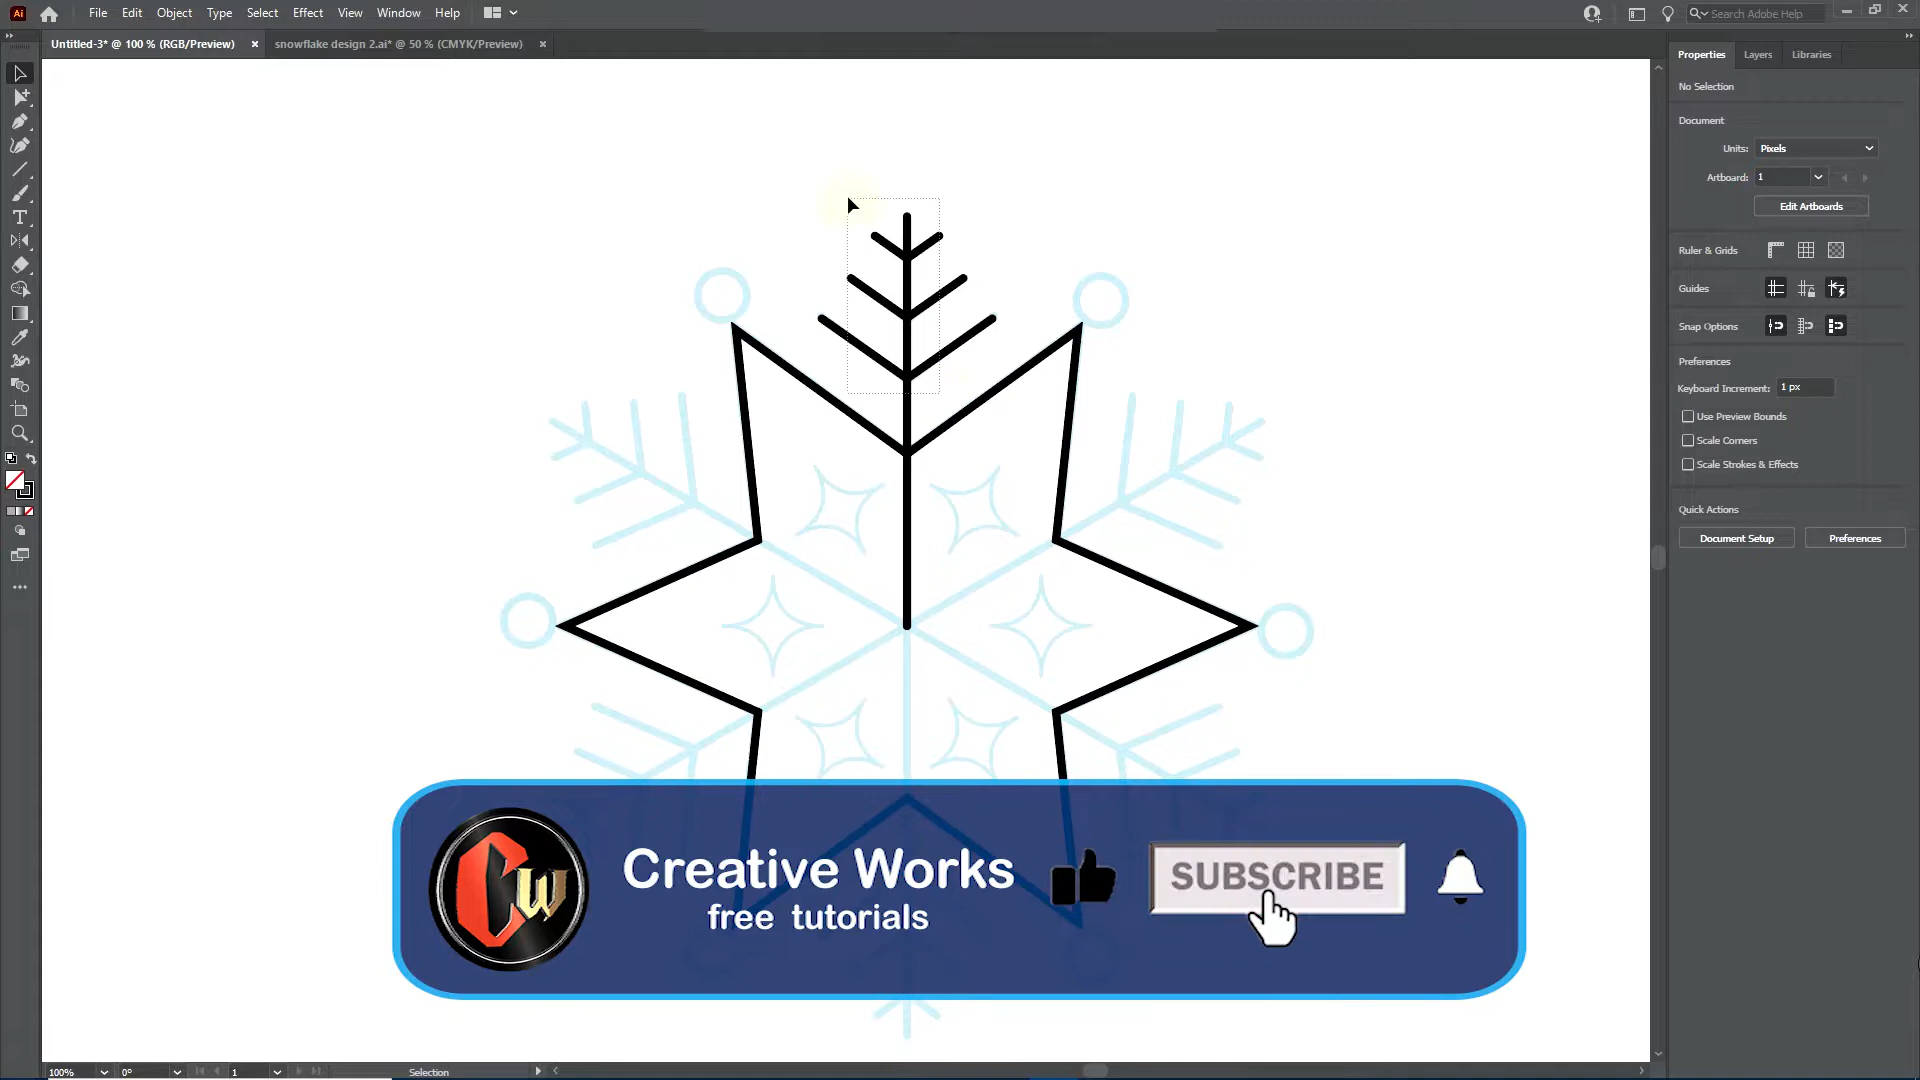 Ai
File Edit Object Type Select Effect View Window Help
Search Adobe Help
Untitled-3* @ 100 % (RGB/Preview)
snowflake design 2.ai* @ 50 % (CMYK/Preview)
Properties Layers Libraries
No Selection
Document
Units: Pixels
Artboard: 1
Edit Artboards
Ruler & Grids
Guides
Snap Options
Preferences
Keyboard Increment: 1 px
Use Preview Bounds
Scale Corners
Scale Strokes & Effects
Quick Actions
Document Setup Preferences
CW
Creative Works
free tutorials
SUBSCRIBE
100% 0° 1 Selection